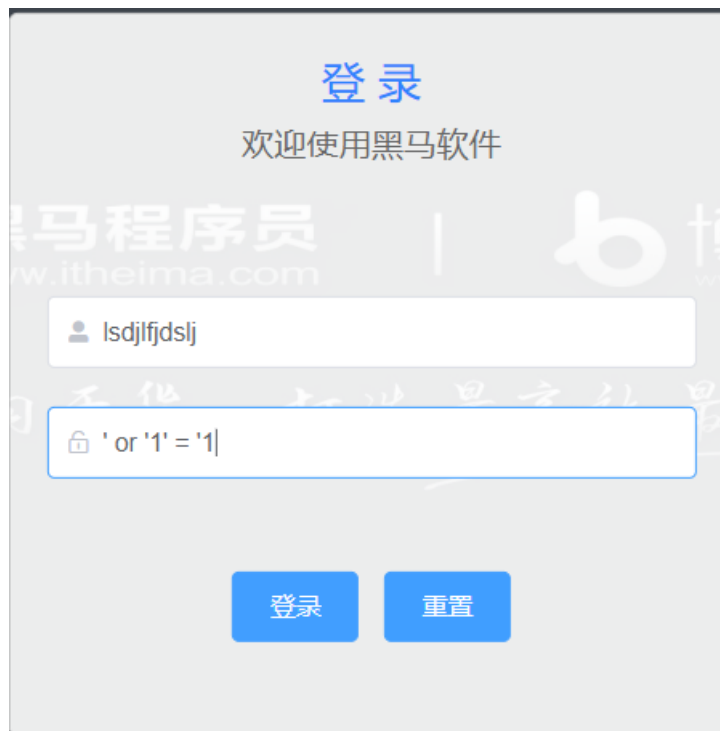 登 录
欢迎使用黑马软件
马程序员
w.itheima.com
lsdjlfjdslj
' or '1' = '1
登录
重置